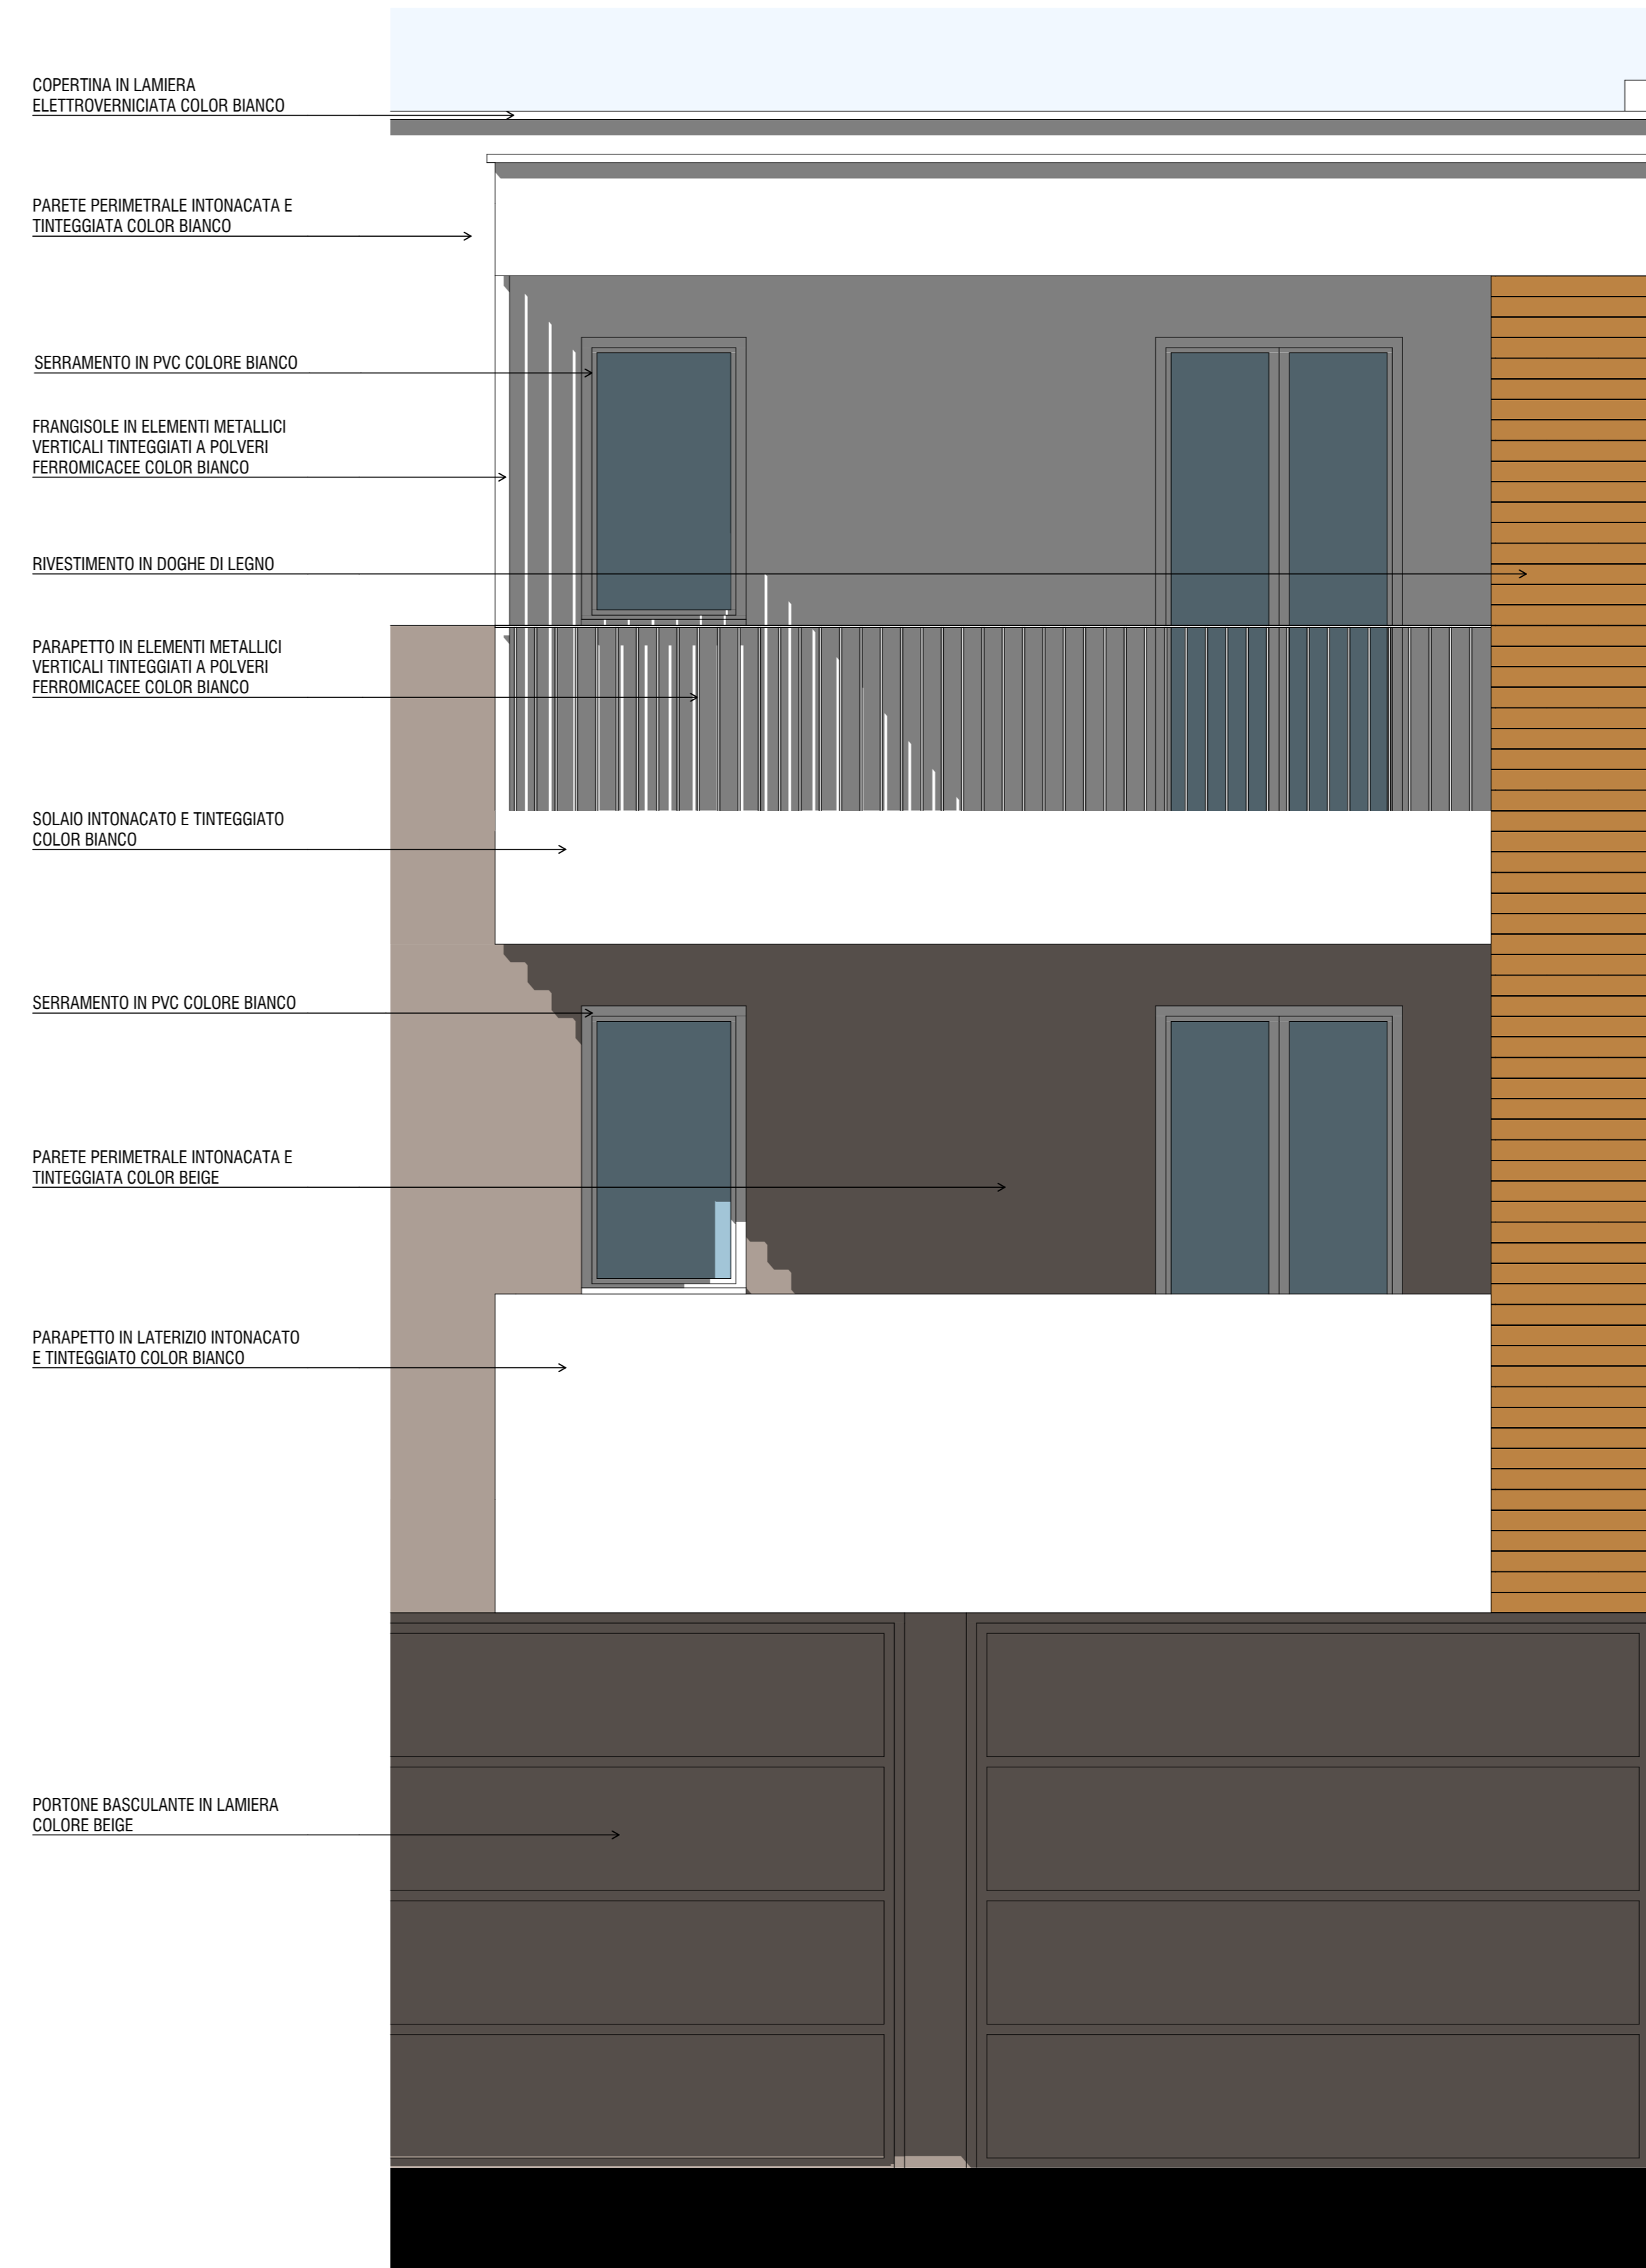 COPERTINA IN LAMIERA
ELETTROVERNICIATA COLOR BIANCO
PARETE PERIMETRALE INTONACATA E
TINTEGGIATA COLOR BIANCO
SERRAMENTO IN PVC COLORE BIANCO
FRANGISOLE IN ELEMENTI METALLICI
VERTICALI TINTEGGIATI A POLVERI
FERROMICACEE COLOR BIANCO
RIVESTIMENTO IN DOGHE DI LEGNO
PARAPETTO IN ELEMENTI METALLICI
VERTICALI TINTEGGIATI A POLVERI
FERROMICACEE COLOR BIANCO
SOLAIO INTONACATO E TINTEGGIATO
COLOR BIANCO
SERRAMENTO IN PVC COLORE BIANCO
PARETE PERIMETRALE INTONACATA E
TINTEGGIATA COLOR BEIGE
PARAPETTO IN LATERIZIO INTONACATO
E TINTEGGIATO COLOR BIANCO
PORTONE BASCULANTE IN LAMIERA
COLORE BEIGE